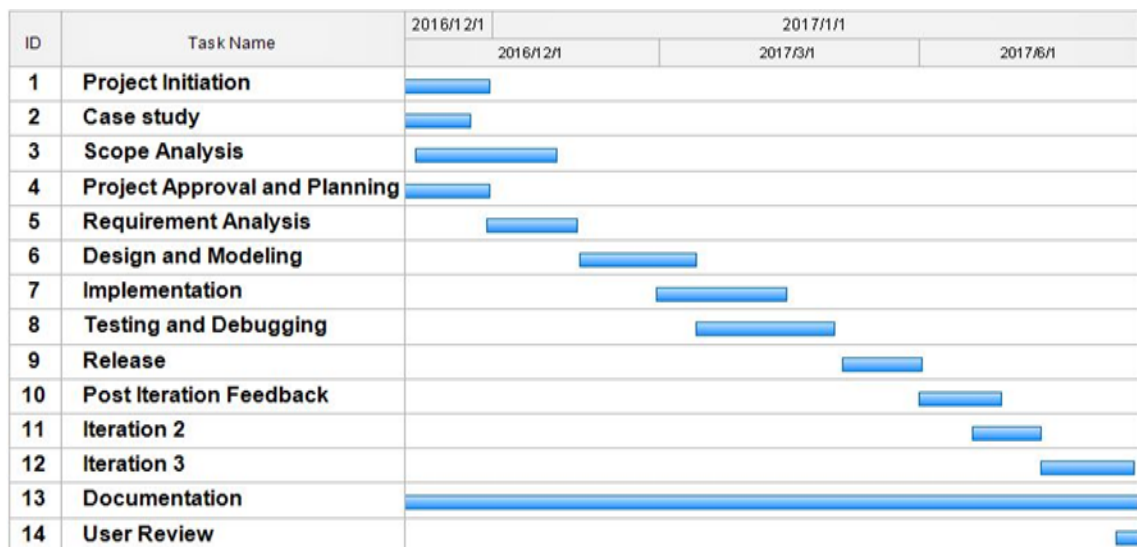 ID Task Name 2016/12/1 2017/1/1
2016/12/1 2017/3/1 2017/6/1
1 Project Initiation
2 Case study
3 Scope Analysis
4 Project Approval and Planning
5 Requirement Analysis
6 Design and Modeling
7 Implementation
8 Testing and Debugging
9 Release
10 Post Iteration Feedback
11 Iteration 2
12 Iteration 3
13 Documentation
14 User Review